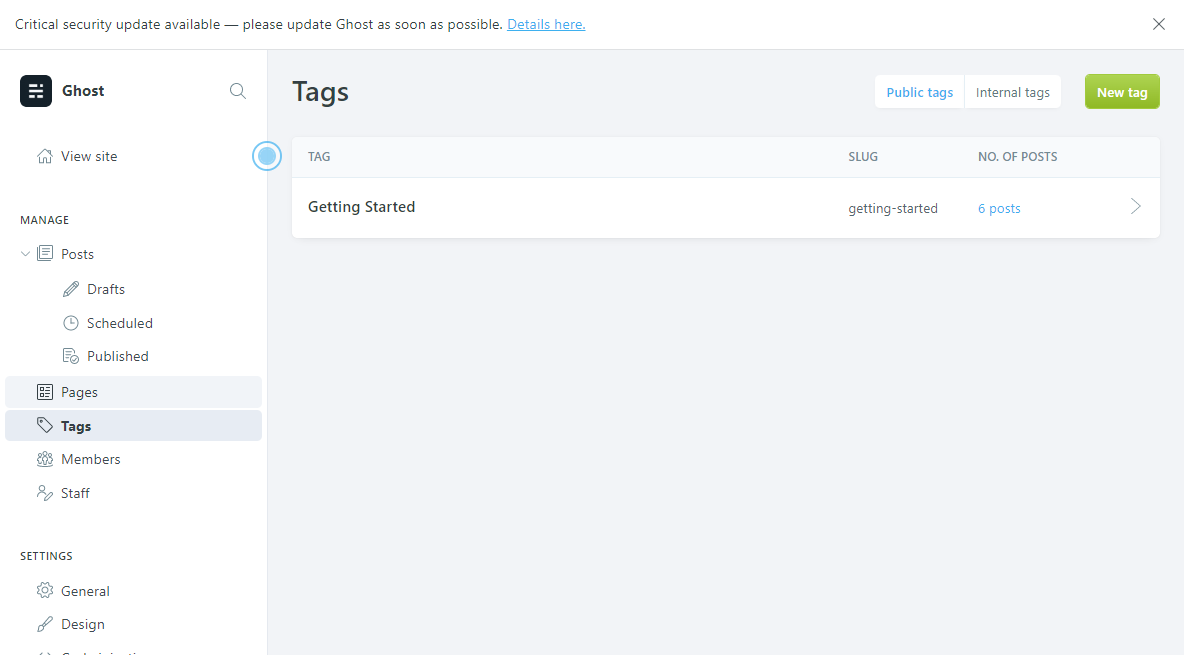 Critical security update available — please update Ghost as soon as possible. Details here.
Ghost
View site
MANAGE
Posts
Drafts
Scheduled
Published
Pages
Tags
Members
Staff
SETTINGS
General
Design
Tags
Public tags
Internal tags
New tag
TAG
SLUG
NO. OF POSTS
Getting Started
getting-started
6 posts